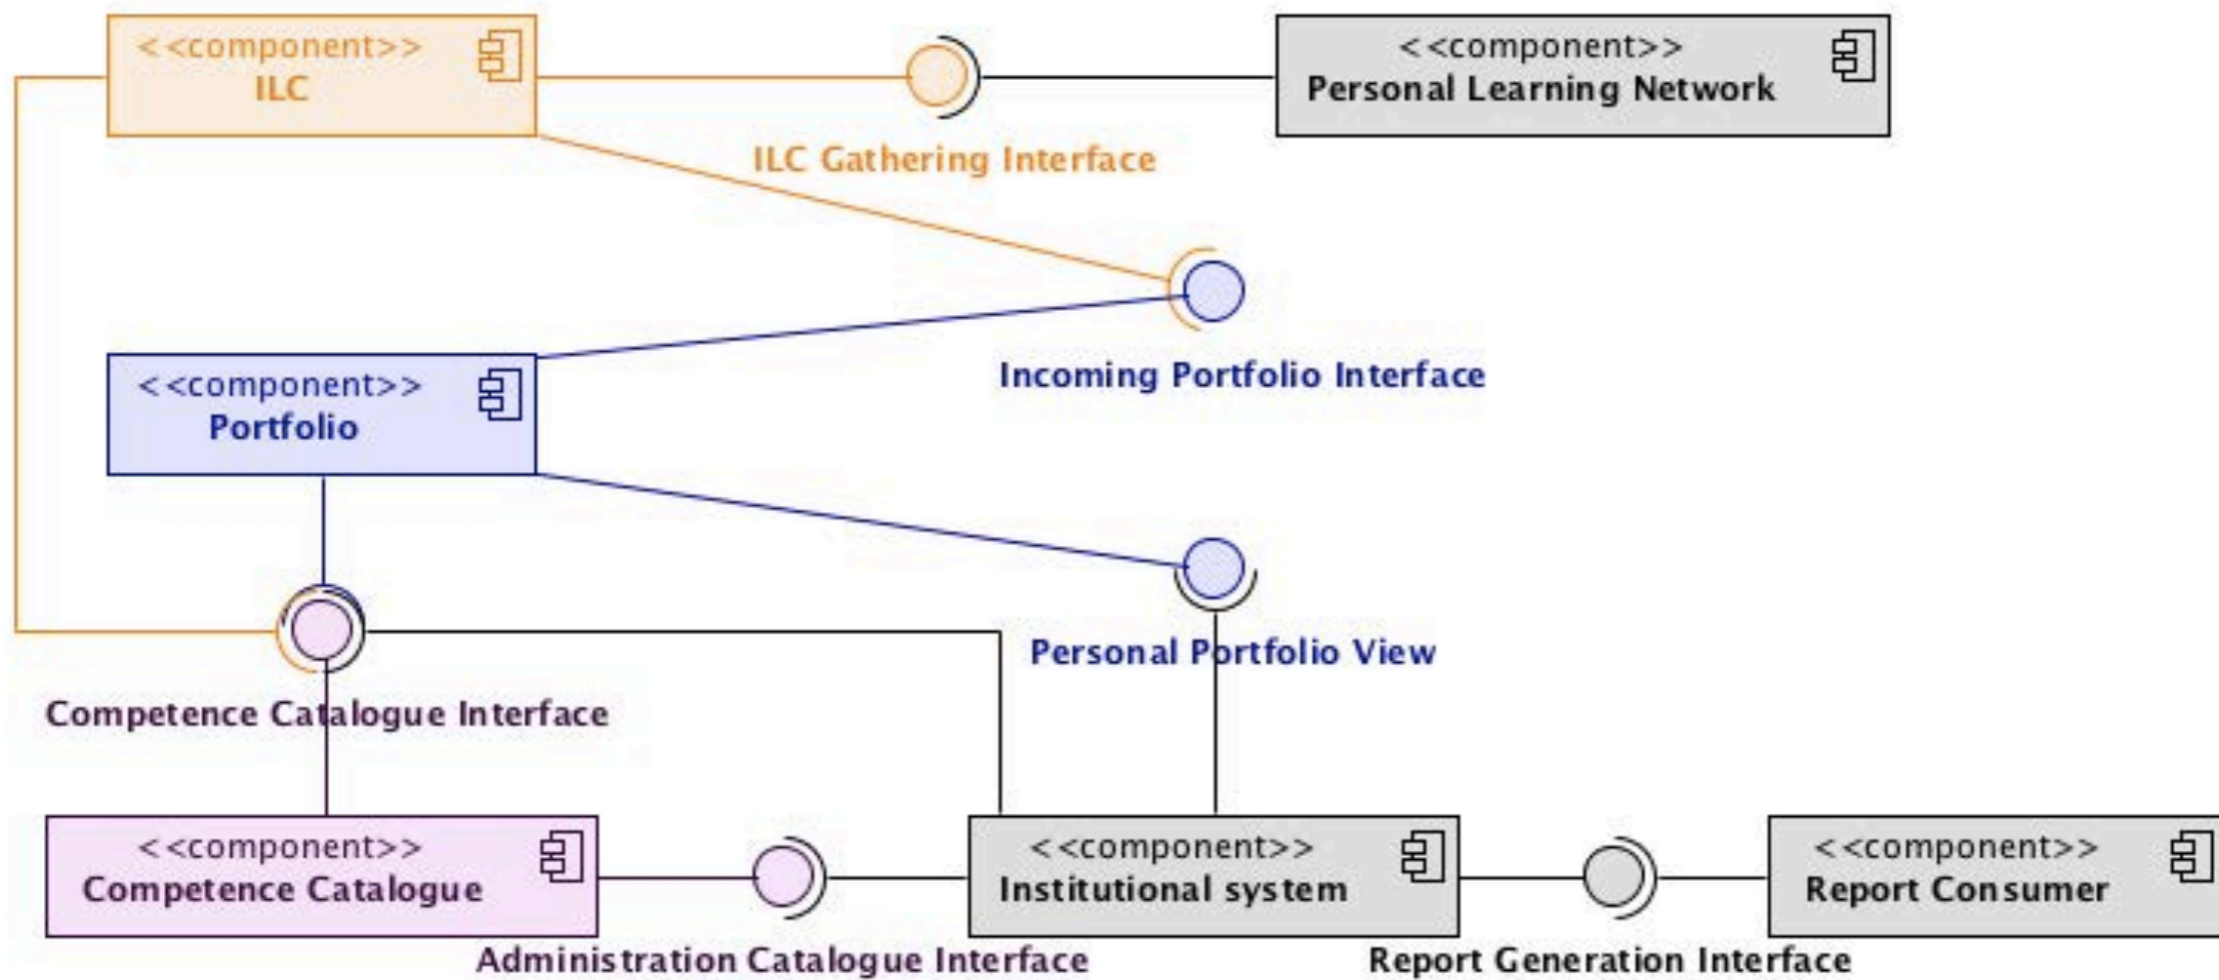 <<component>>
ILC
<<component>>
Personal Learning Network
ILC Gathering Interface
Incoming Portfolio Interface
<<component>>
Portfolio
Personal Portfolio View
Competence Catalogue Interface
<<component>>
Competence Catalogue
<<component>>
Institutional system
<<component>>
Report Consumer
Administration Catalogue Interface
Report Generation Interface